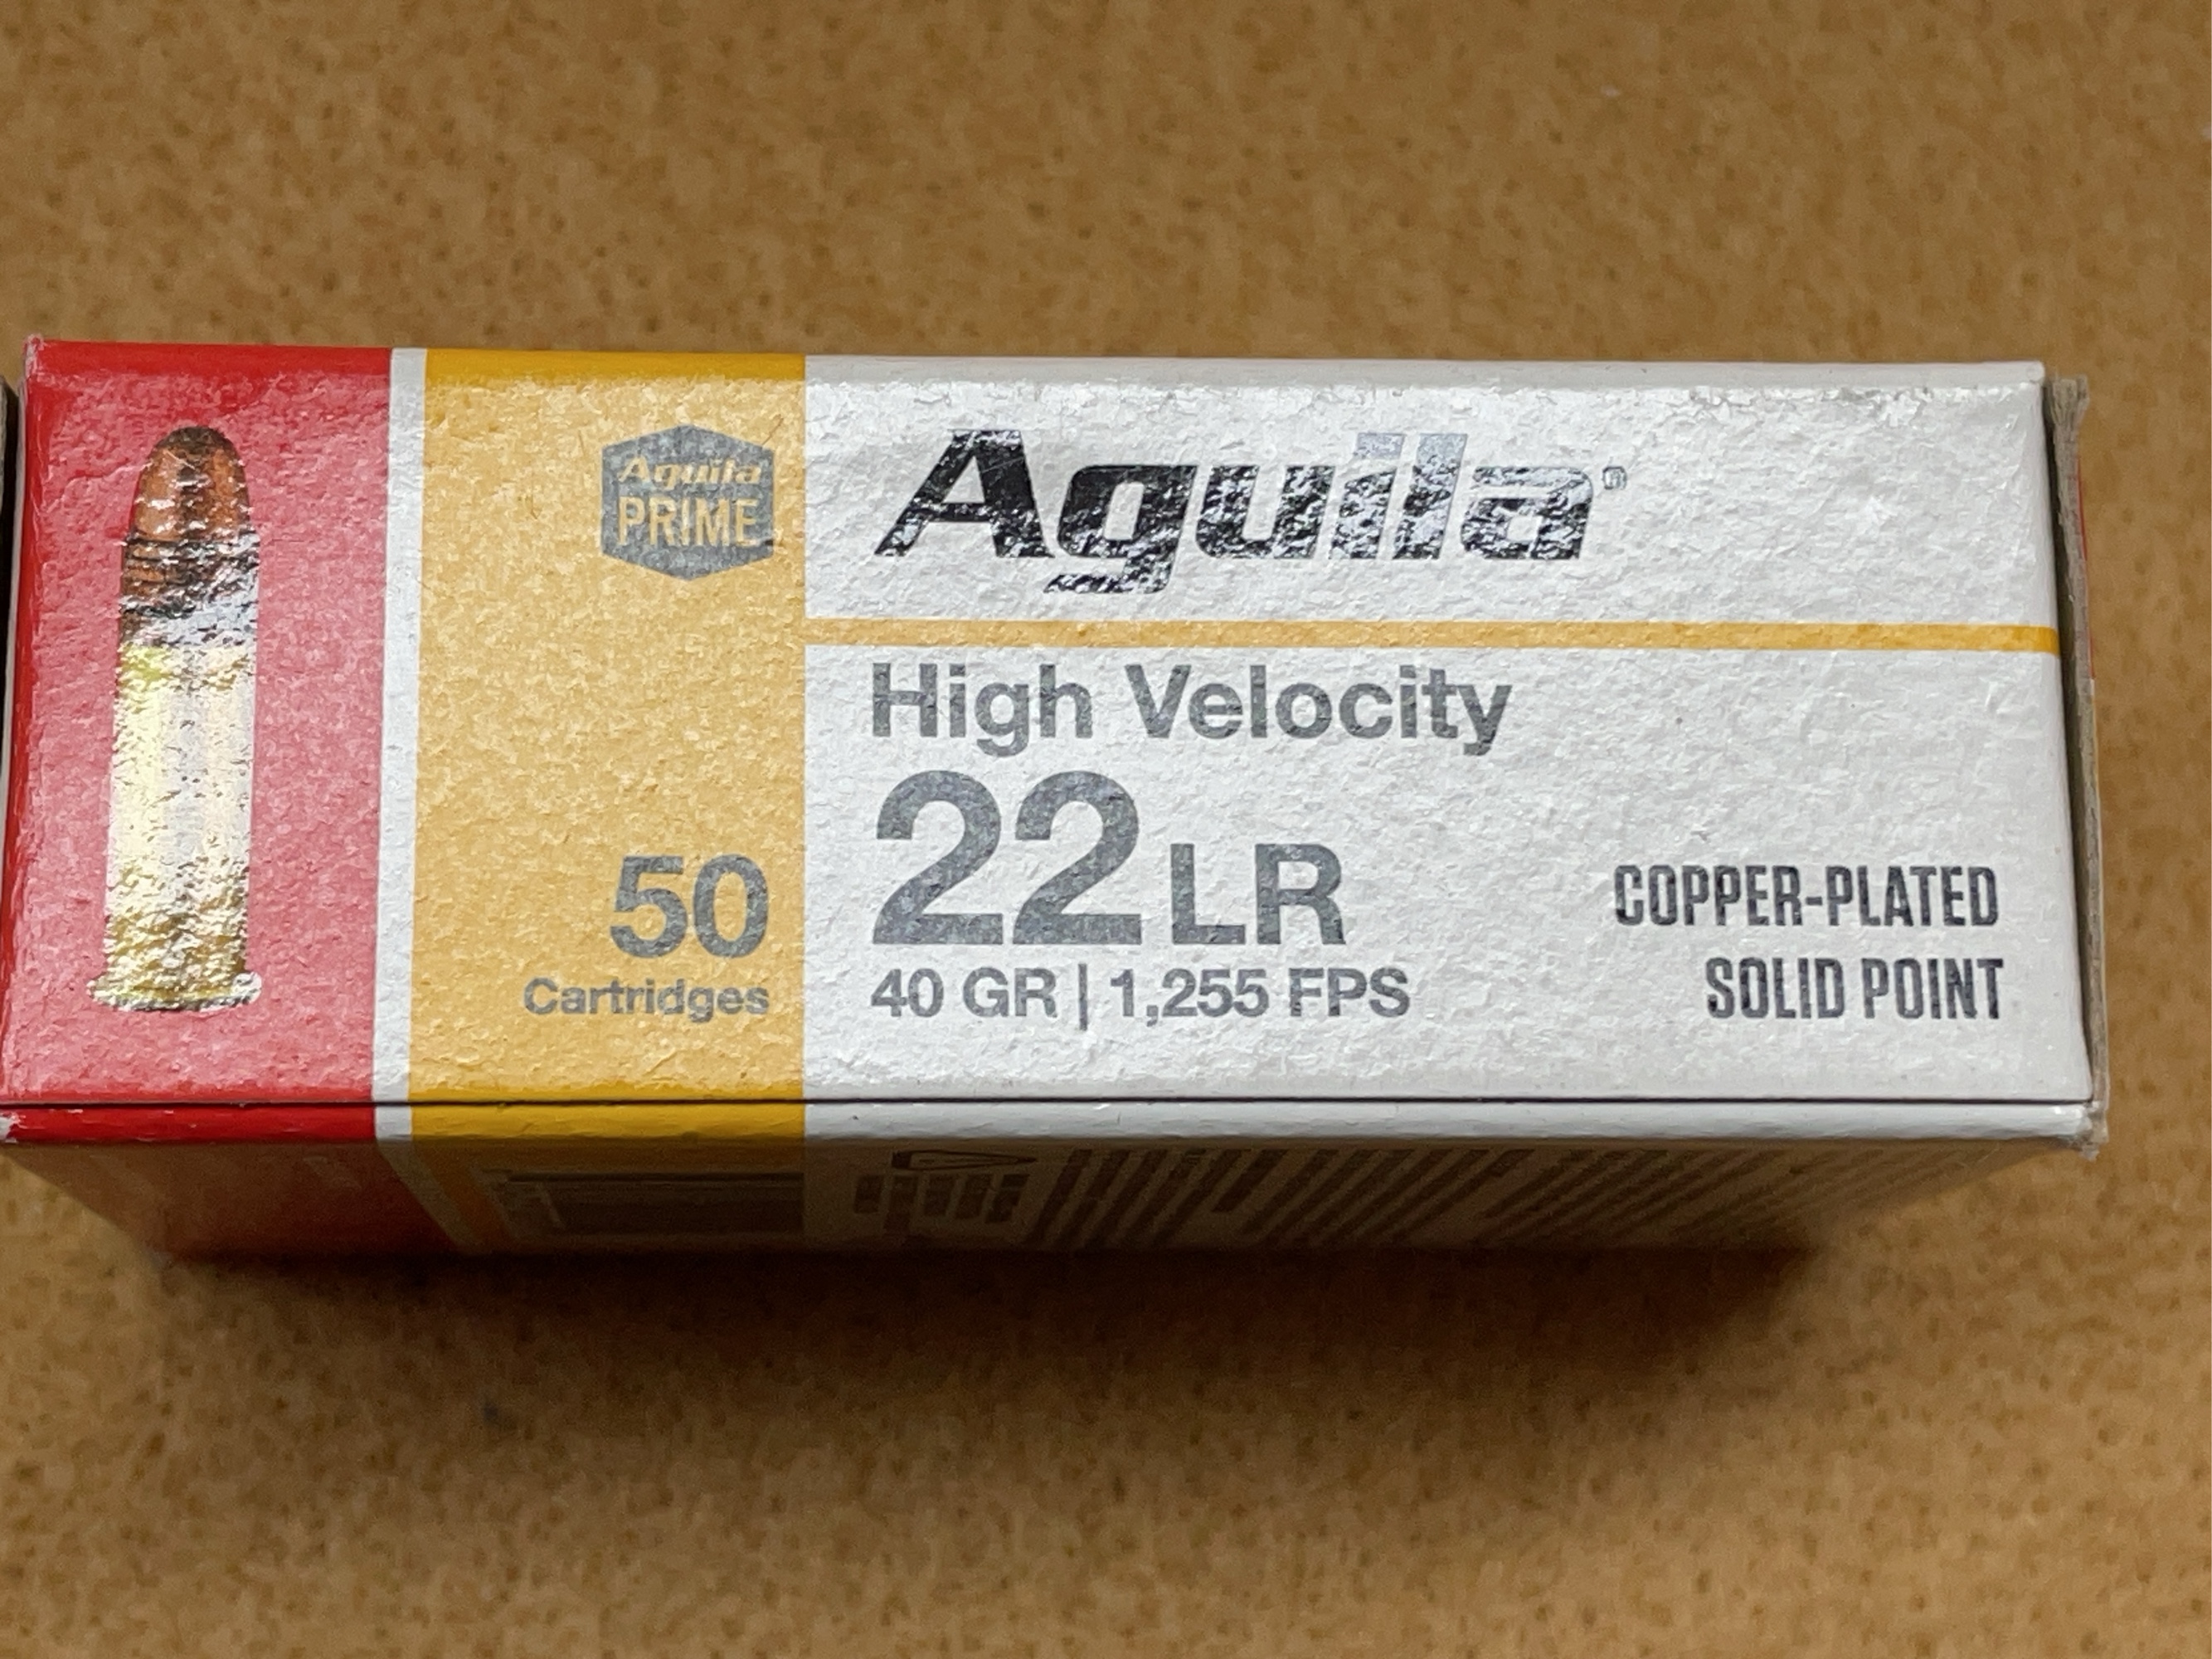 Aguila
PRIME
50
Cartridges
Aguila®
High Velocity
22 LR
40 GR | 1,255 FPS
COPPER-PLATED
SOLID POINT